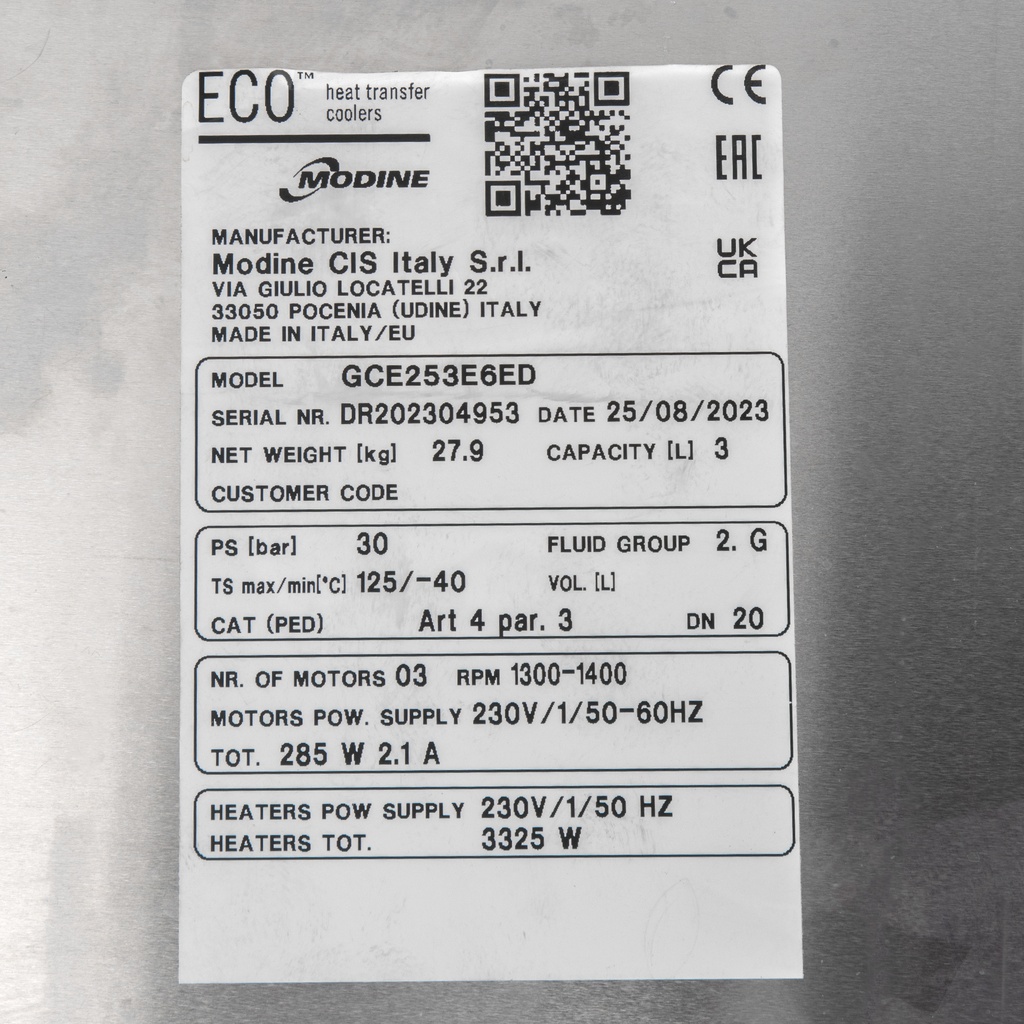 ECO™ heat transfer
coolers
MODINE
CE
EAC
UK
CA
MANUFACTURER:
Modine CIS Italy S.r.l.
VIA GIULIO LOCATELLI 22
33050 POCENIA (UDINE) ITALY
MADE IN ITALY/EU
MODEL GCE253E6ED
SERIAL NR. DR202304953 DATE 25/08/2023
NET WEIGHT [kg] 27.9 CAPACITY [L] 3
CUSTOMER CODE
PS [bar] 30 FLUID GROUP 2. G
TS max/min[°C] 125/-40 VOL. [L]
CAT (PED) Art 4 par. 3 DN 20
NR. OF MOTORS 03 RPM 1300-1400
MOTORS POW. SUPPLY 230V/1/50-60HZ
TOT. 285 W 2.1 A
HEATERS POW SUPPLY 230V/1/50 HZ
HEATERS TOT. 3325 W